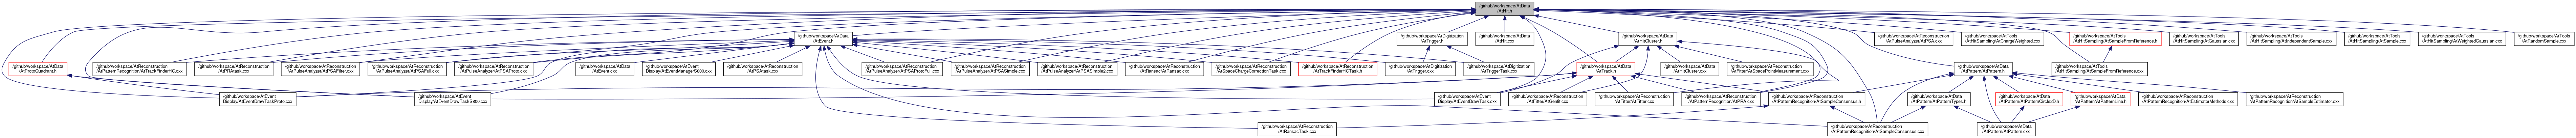 /github/workspace/AtData
/AtHit.h
/github/workspace/AtData
/AtEvent.h
/github/workspace/AtDigitization
/AtTrigger.h
/github/workspace/AtData
/AtHit.cxx
/github/workspace/AtData
/AtHitCluster.h
/github/workspace/AtReconstruction
/AtPulseAnalyzer/AtPSA.cxx
/github/workspace/AtTools
/AtHitSampling/AtChargeWeighted.cxx
/github/workspace/AtTools
/AtHitSampling/AtSampleFromReference.h
/github/workspace/AtTools
/AtHitSampling/AtGaussian.cxx
/github/workspace/AtTools
/AtHitSampling/AtIndependentSample.cxx
/github/workspace/AtTools
/AtHitSampling/AtSample.cxx
/github/workspace/AtTools
/AtHitSampling/AtWeightedGaussian.cxx
/github/workspace/AtTools
/AtRandomSample.cxx
/github/workspace/AtData
/AtProtoQuadrant.h
/github/workspace/AtReconstruction
/AtPatternRecognition/AtTrackFinderHC.cxx
/github/workspace/AtReconstruction
/AtPRAtask.cxx
/github/workspace/AtReconstruction
/AtPulseAnalyzer/AtPSAFilter.cxx
/github/workspace/AtReconstruction
/AtPulseAnalyzer/AtPSAFull.cxx
/github/workspace/AtReconstruction
/AtPulseAnalyzer/AtPSAProto.cxx
/github/workspace/AtData
/AtEvent.cxx
/github/workspace/AtEvent
Display/AtEventManagerS800.cxx
/github/workspace/AtReconstruction
/AtPSAtask.cxx
/github/workspace/AtReconstruction
/AtPulseAnalyzer/AtPSAProtoFull.cxx
/github/workspace/AtReconstruction
/AtPulseAnalyzer/AtPSASimple.cxx
/github/workspace/AtReconstruction
/AtPulseAnalyzer/AtPSASimple2.cxx
/github/workspace/AtReconstruction
/AtRansac/AtRansac.cxx
/github/workspace/AtReconstruction
/AtSpaceChargeCorrectionTask.cxx
/github/workspace/AtReconstruction
/AtTrackFinderHCTask.h
/github/workspace/AtDigitization
/AtTrigger.cxx
/github/workspace/AtDigitization
/AtTriggerTask.cxx
/github/workspace/AtData
/AtTrack.h
/github/workspace/AtData
/AtHitCluster.cxx
/github/workspace/AtReconstruction
/AtFitter/AtSpacePointMeasurement.cxx
/github/workspace/AtData
/AtPattern/AtPattern.h
/github/workspace/AtTools
/AtHitSampling/AtSampleFromReference.cxx
/github/workspace/AtEvent
Display/AtEventDrawTaskProto.cxx
/github/workspace/AtEvent
Display/AtEventDrawTaskS800.cxx
/github/workspace/AtEvent
Display/AtEventDrawTask.cxx
/github/workspace/AtReconstruction
/AtFitter/AtGenfit.cxx
/github/workspace/AtReconstruction
/AtFitter/AtFitter.cxx
/github/workspace/AtReconstruction
/AtPatternRecognition/AtPRA.cxx
/github/workspace/AtReconstruction
/AtPatternRecognition/AtSampleConsensus.h
/github/workspace/AtData
/AtPattern/AtPatternTypes.h
/github/workspace/AtData
/AtPattern/AtPatternCircle2D.h
/github/workspace/AtData
/AtPattern/AtPatternLine.h
/github/workspace/AtReconstruction
/AtPatternRecognition/AtEstimatorMethods.cxx
/github/workspace/AtReconstruction
/AtPatternRecognition/AtSampleEstimator.cxx
/github/workspace/AtReconstruction
/AtRansacTask.cxx
/github/workspace/AtReconstruction
/AtPatternRecognition/AtSampleConsensus.cxx
/github/workspace/AtData
/AtPattern/AtPattern.cxx